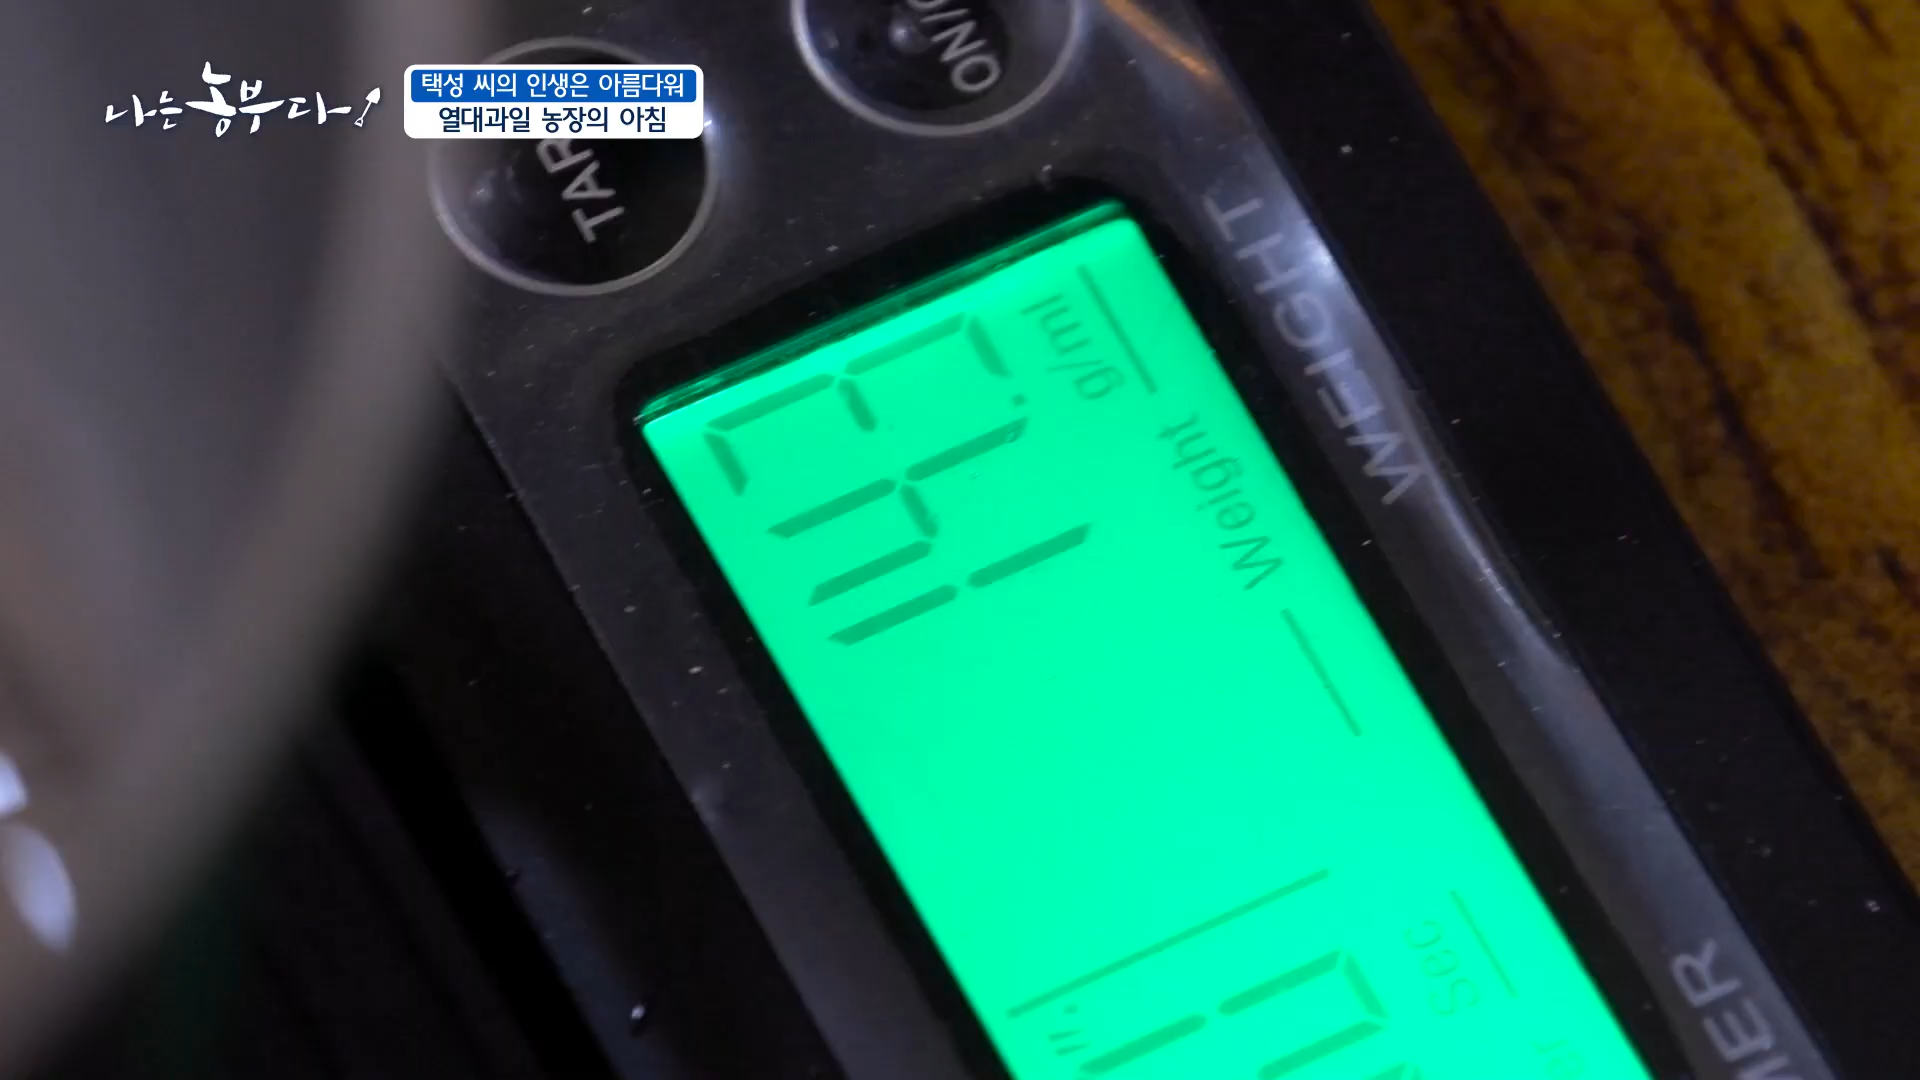 나는 농부다!
택성 씨의 인생은 아름다워
열대과일 농장의 아침
TAR
ON/
WEIGHT
g/ml
Weight
14.3
Sec
MER